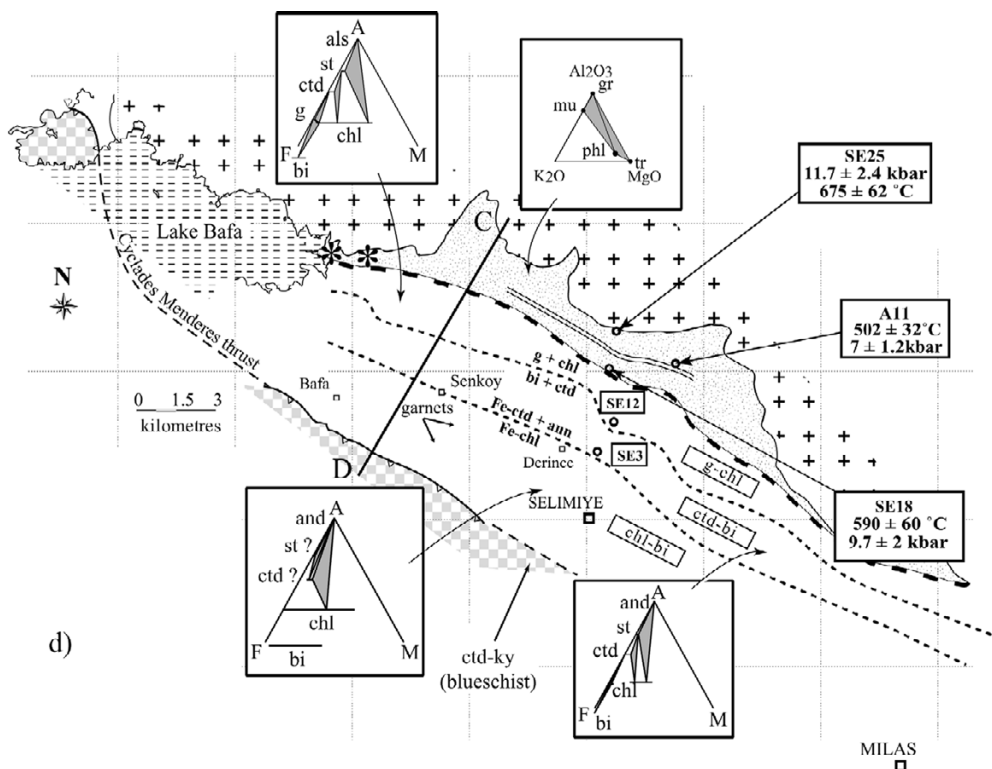 A
als
st
ctd
g
chl
F
M
bi
Al2O3
gr
mu
phl
tr
K2O
MgO
SE25
11.7 ± 2.4 kbar
675 ± 62 °C
C
Lake Bafa
N
Cyclades Menderes thrust
A11
502 ± 32°C
7 ± 1.2kbar
g + chl
bi + ctd
Bafa
Senkoy
0 1.5 3
kilometres
garnets
Fe-ctd + ann
Fe-chl
SE12
Derince
SE3
D
g-chl
SELIMIYE
ctd-bi
chl-bi
SE18
590 ± 60 °C
9.7 ± 2 kbar
A
and
st ?
ctd ?
chl
F
M
bi
d)
ctd-ky
(blueschist)
A
and
st
ctd
chl
F
M
bi
MILAS